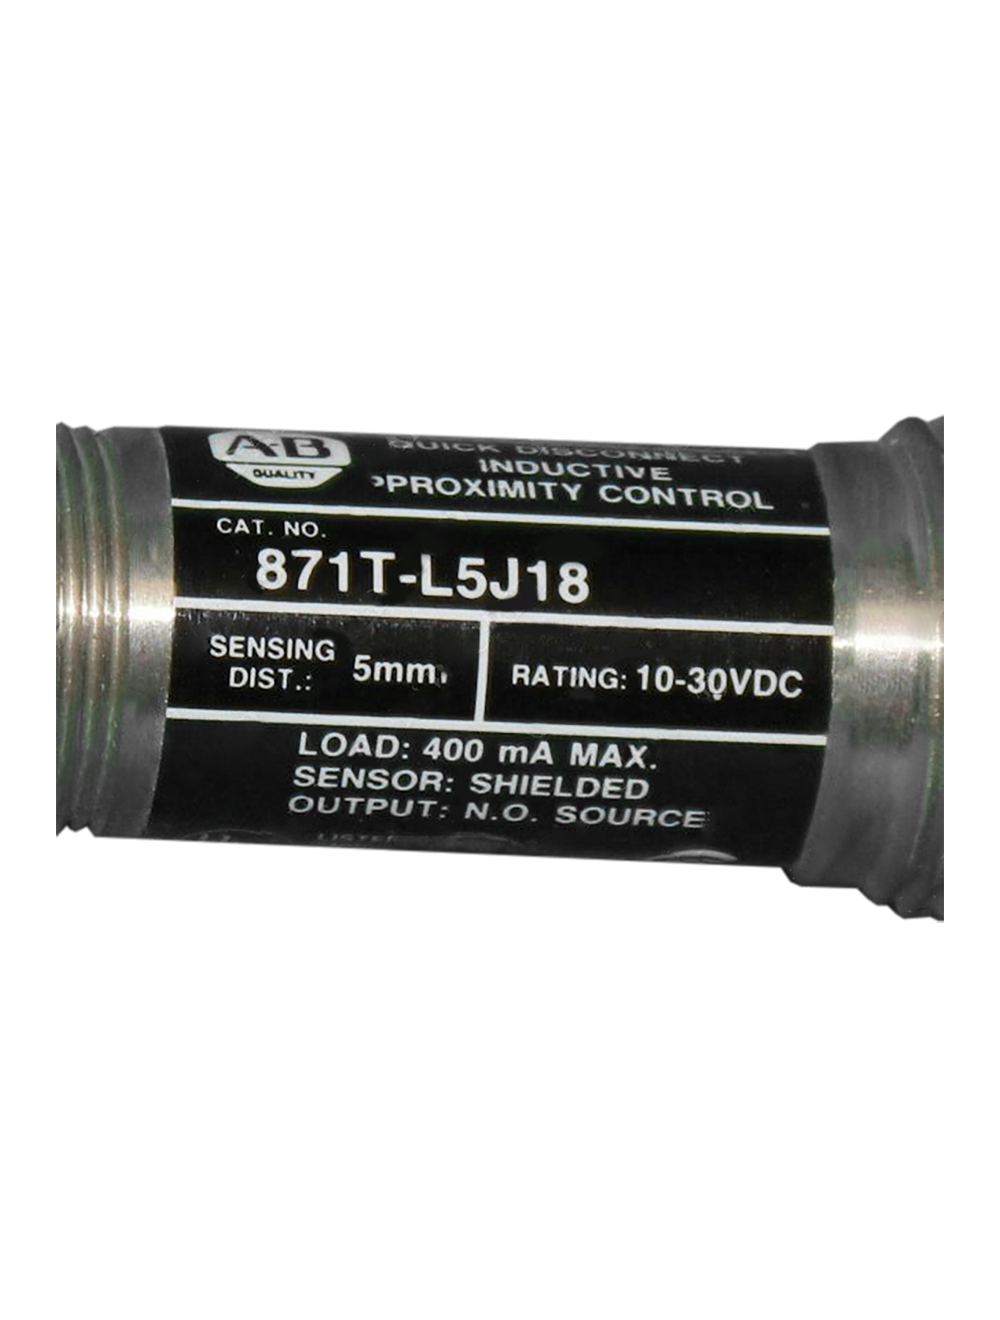 A-B
QUALITY
QUICK DISCONNECT
INDUCTIVE
PROXIMITY CONTROL
CAT. NO.
871T-L5J18
SENSING
DIST.: 5mm
RATING: 10-30VDC
LOAD: 400 mA MAX.
SENSOR: SHIELDED
OUTPUT: N.O. SOURCE
LISTED